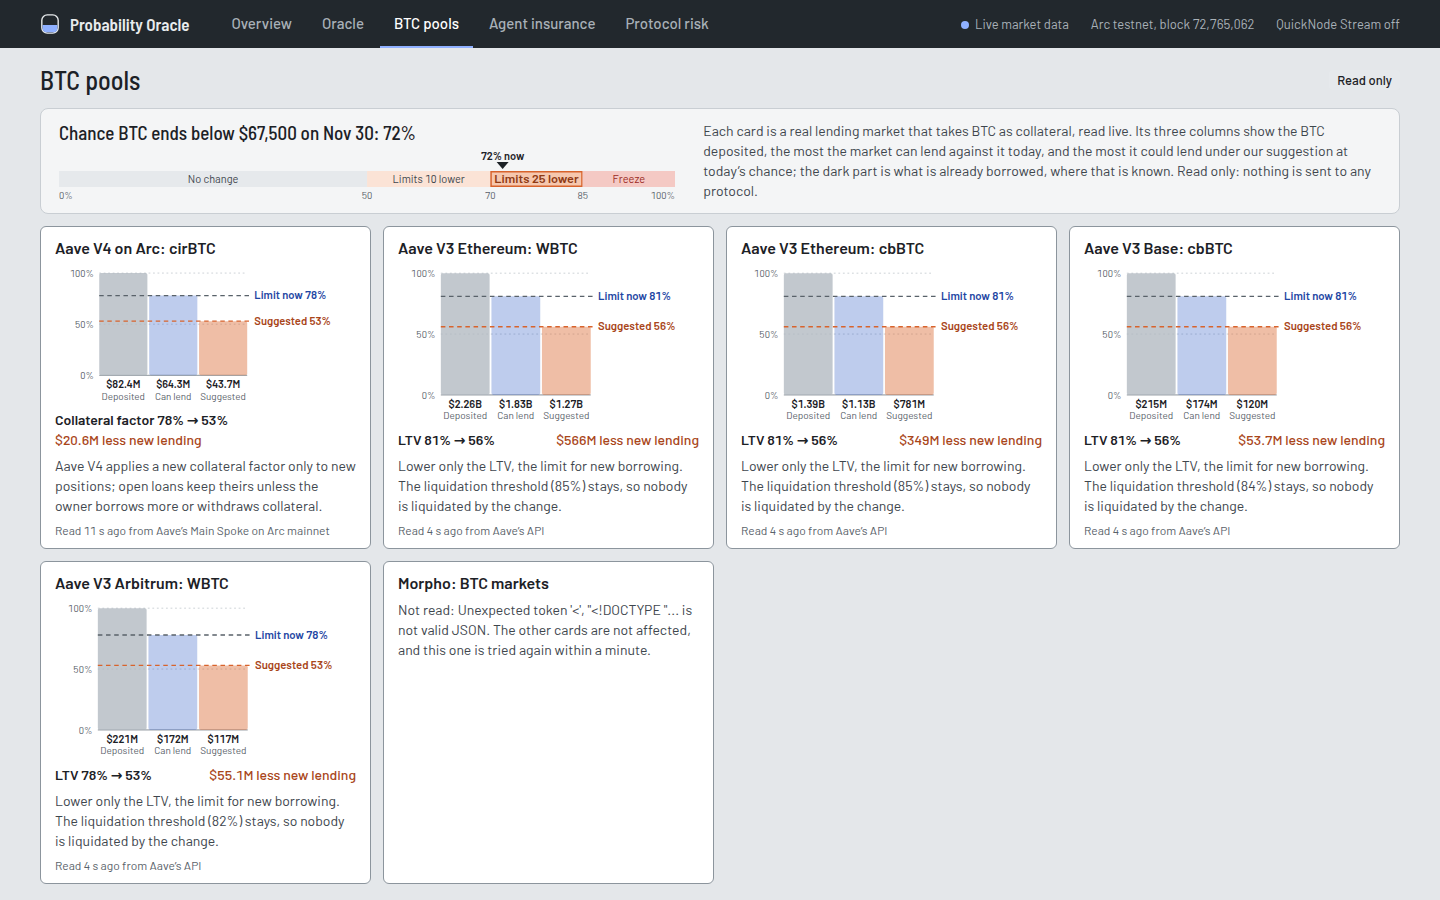 Probability Oracle
Overview
Oracle
BTC pools
Agent insurance
Protocol risk
Live market data
Arc testnet, block 72,765,062
QuickNode Stream off
BTC pools
Read only
Chance BTC ends below $67,500 on Nov 30: 72%
72% now
No change
Limits 10 lower
Limits 25 lower
Freeze
0%
50
70
85
100%
Each card is a real lending market that takes BTC as collateral, read live. Its three columns show the BTC
deposited, the most the market can lend against it today, and the most it could lend under our suggestion at
today’s chance; the dark part is what is already borrowed, where that is known. Read only: nothing is sent to any
protocol.
Aave V4 on Arc: cirBTC
100%
Limit now 78%
Suggested 53%
50%
0%
$82.4M
$64.3M
$43.7M
Deposited
Can lend
Suggested
Collateral factor 78% → 53%
$20.6M less new lending
Aave V4 applies a new collateral factor only to new
positions; open loans keep theirs unless the
owner borrows more or withdraws collateral.
Read 11 s ago from Aave’s Main Spoke on Arc mainnet
Aave V3 Ethereum: WBTC
100%
Limit now 81%
Suggested 56%
50%
0%
$2.26B
$1.83B
$1.27B
Deposited
Can lend
Suggested
LTV 81% → 56%
$566M less new lending
Lower only the LTV, the limit for new borrowing.
The liquidation threshold (85%) stays, so nobody
is liquidated by the change.
Read 4 s ago from Aave’s API
Aave V3 Ethereum: cbBTC
100%
Limit now 81%
Suggested 56%
50%
0%
$1.39B
$1.13B
$781M
Deposited
Can lend
Suggested
LTV 81% → 56%
$349M less new lending
Lower only the LTV, the limit for new borrowing.
The liquidation threshold (85%) stays, so nobody
is liquidated by the change.
Read 4 s ago from Aave’s API
Aave V3 Base: cbBTC
100%
Limit now 81%
Suggested 56%
50%
0%
$215M
$174M
$120M
Deposited
Can lend
Suggested
LTV 81% → 56%
$53.7M less new lending
Lower only the LTV, the limit for new borrowing.
The liquidation threshold (84%) stays, so nobody
is liquidated by the change.
Read 4 s ago from Aave’s API
Aave V3 Arbitrum: WBTC
100%
Limit now 78%
Suggested 53%
50%
0%
$221M
$172M
$117M
Deposited
Can lend
Suggested
LTV 78% → 53%
$55.1M less new lending
Lower only the LTV, the limit for new borrowing.
The liquidation threshold (82%) stays, so nobody
is liquidated by the change.
Read 4 s ago from Aave’s API
Morpho: BTC markets
Not read: Unexpected token '<', "<!DOCTYPE "... is
not valid JSON. The other cards are not affected,
and this one is tried again within a minute.